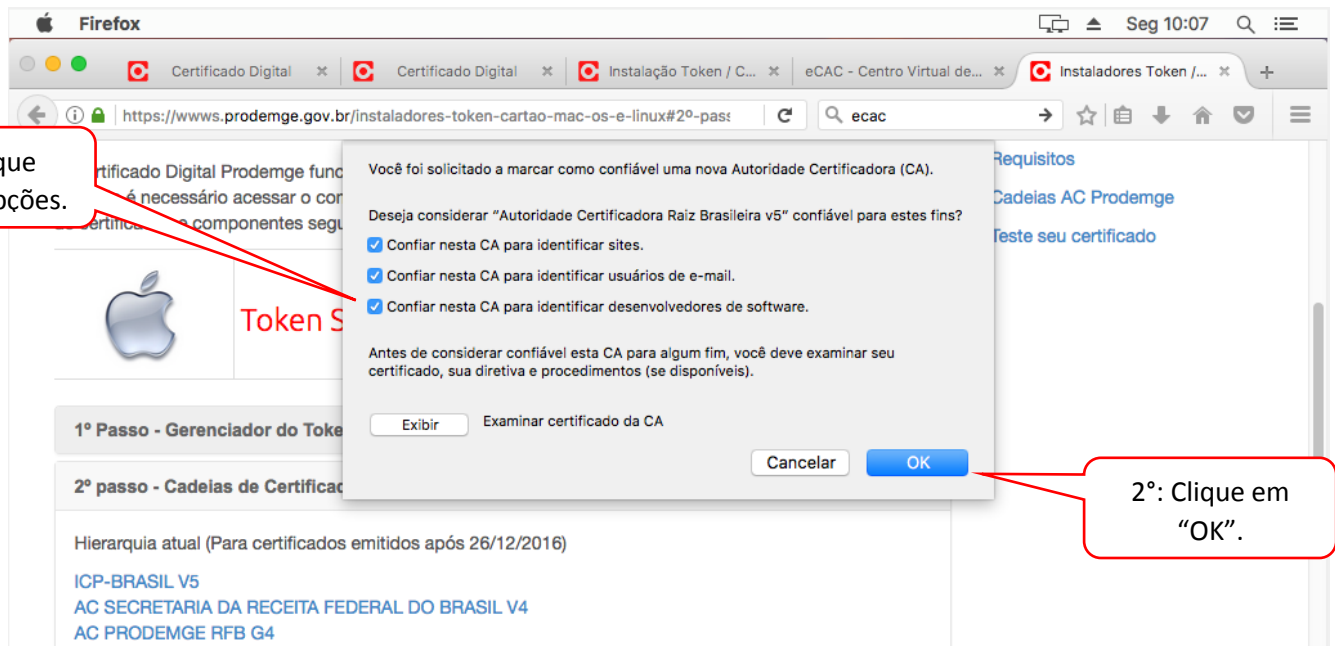 Firefox
Seg 10:07
Certificado Digital
Certificado Digital
Instalação Token / C...
eCAC - Centro Virtual de...
Instaladores Token /...
https://wwws.prodemge.gov.br/instaladores-token-cartao-mac-os-e-linux#2º-pass
ecac
que
pções.
rtificado Digital Prodemge func
é necessário acessar o cor
componentes segu
Você foi solicitado a marcar como confiável uma nova Autoridade Certificadora (CA).
Deseja considerar “Autoridade Certificadora Raiz Brasileira v5” confiável para estes fins?
Confiar nesta CA para identificar sites.
Confiar nesta CA para identificar usuários de e-mail.
Confiar nesta CA para identificar desenvolvedores de software.
Antes de considerar confiável esta CA para algum fim, você deve examinar seu
certificado, sua diretiva e procedimentos (se disponíveis).
Exibir
Examinar certificado da CA
Cancelar
OK
Requisitos
Cadeias AC Prodemge
Teste seu certificado
Token S
1º Passo - Gerenciador do Toke
2º passo - Cadeias de Certificad
2°: Clique em
“OK”.
Hierarquia atual (Para certificados emitidos após 26/12/2016)
ICP-BRASIL V5
AC SECRETARIA DA RECEITA FEDERAL DO BRASIL V4
AC PRODEMGE RFB G4